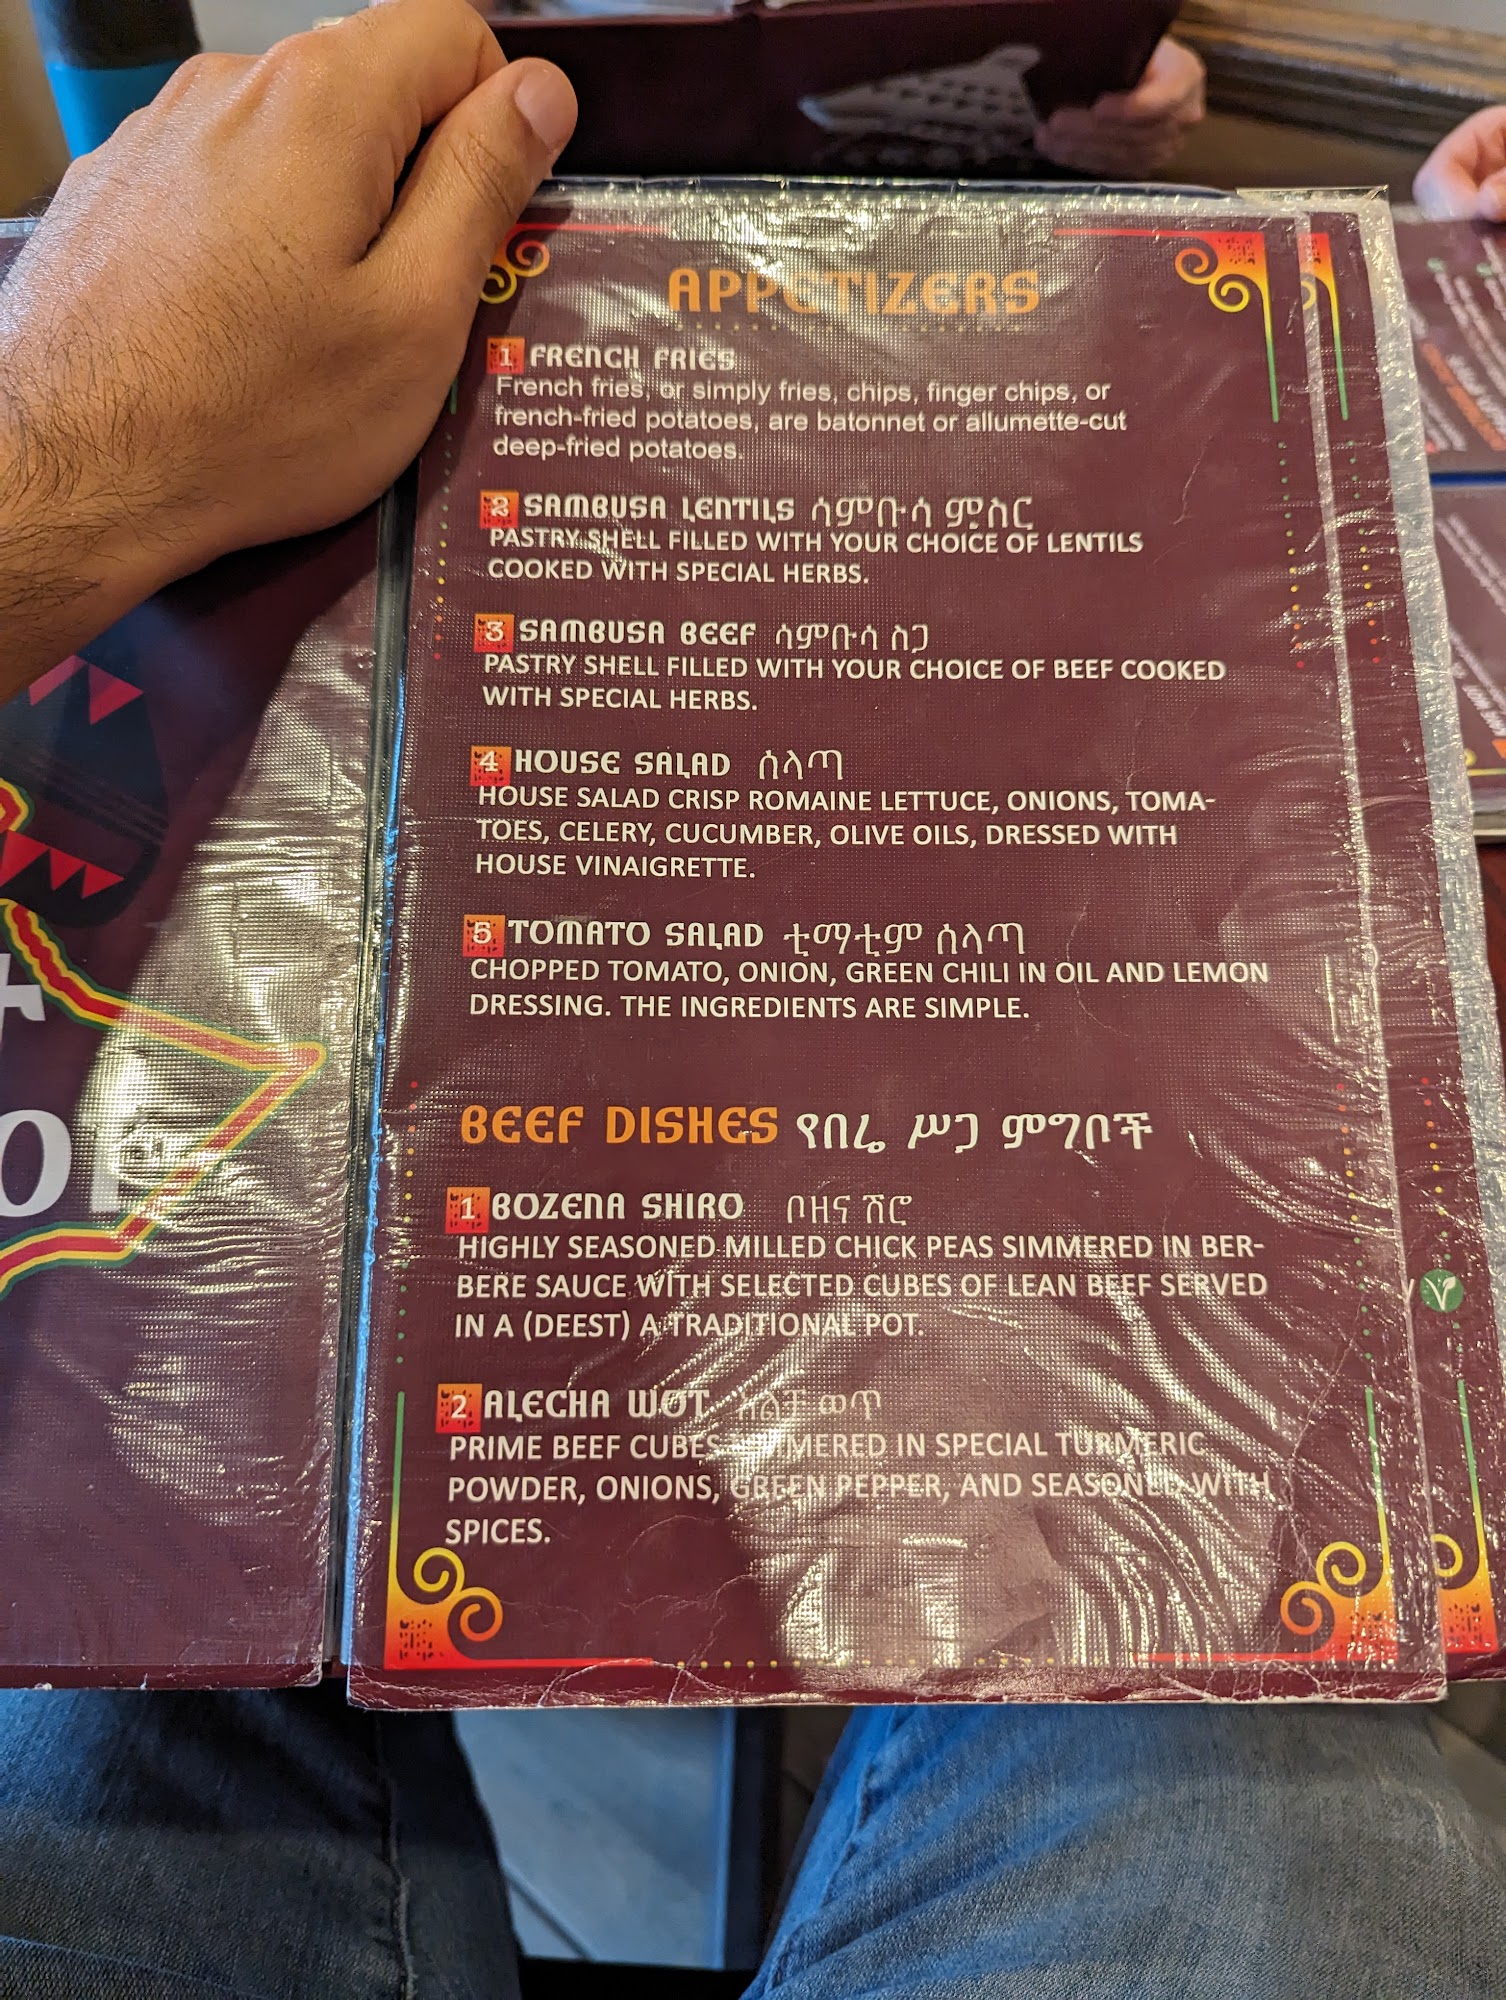 APPETIZERS
1 FRENCH FRIES
French fries, or simply fries, chips, finger chips, or
french-fried potatoes, are batonnet or allumette-cut
deep-fried potatoes.
2 SAMBUSA LENTILS ሳምቡሳ ምስር
PASTRY SHELL FILLED WITH YOUR CHOICE OF LENTILS
COOKED WITH SPECIAL HERBS.
3 SAMBUSA BEEF ሳምቡሳ ስጋ
PASTRY SHELL FILLED WITH YOUR CHOICE OF BEEF COOKED
WITH SPECIAL HERBS.
4 HOUSE SALAD ሰላጣ
HOUSE SALAD CRISP ROMAINE LETTUCE, ONIONS, TOMA-
TOES, CELERY, CUCUMBER, OLIVE OILS, DRESSED WITH
HOUSE VINAIGRETTE.
5 TOMATO SALAD ቲማቲም ሰላጣ
CHOPPED TOMATO, ONION, GREEN CHILI IN OIL AND LEMON
DRESSING. THE INGREDIENTS ARE SIMPLE.
BEEF DISHES የበሬ ሥጋ ምግቦች
1 BOZENA SHIRO ቦዘና ሽሮ
HIGHLY SEASONED MILLED CHICK PEAS SIMMERED IN BER-
BERE SAUCE WITH SELECTED CUBES OF LEAN BEEF SERVED
IN A (DEEST) A TRADITIONAL POT.
2 ALECHA WOT ወጥ
PRIME BEEF CUBES SIMMERED IN SPECIAL TURMERIC
POWDER, ONIONS, GREEN PEPPER, AND SEASONED WITH
SPICES.